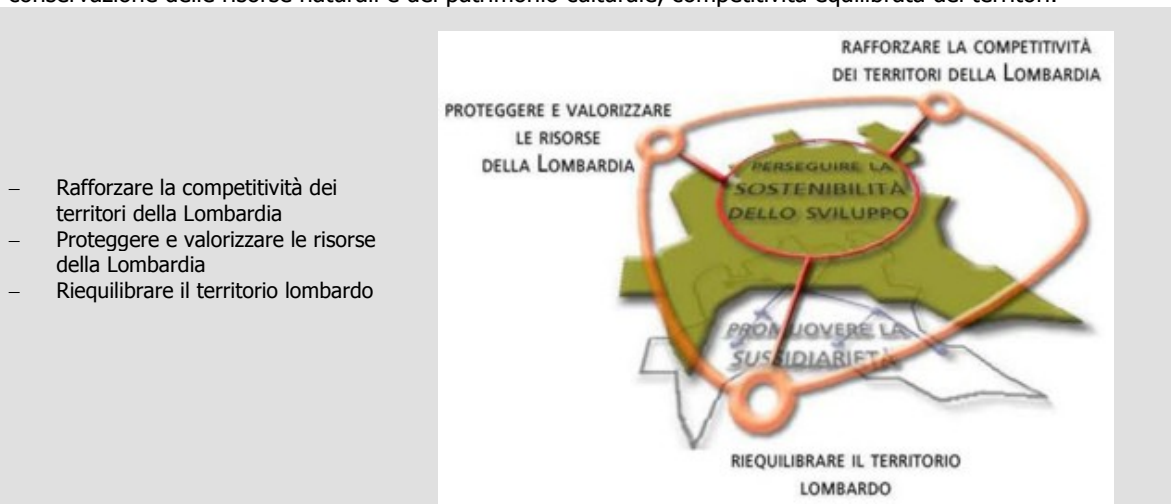 conservazione delle risorse naturali e del patrimonio culturale, competitività equilibrata dei territori.
– Rafforzare la competitività dei
territori della Lombardia
– Proteggere e valorizzare le risorse
della Lombardia
– Riequilibrare il territorio lombardo
RAFFORZARE LA COMPETITIVITÀ
DEI TERRITORI DELLA LOMBARDIA
PROTEGGERE E VALORIZZARE
LE RISORSE
DELLA LOMBARDIA
PERSEGUIRE LA
SOSTENIBILITÀ
DELLO SVILUPPO
PROMUOVERE LA
SUSSIDIARIETÀ
RIEQUILIBRARE IL TERRITORIO
LOMBARDO